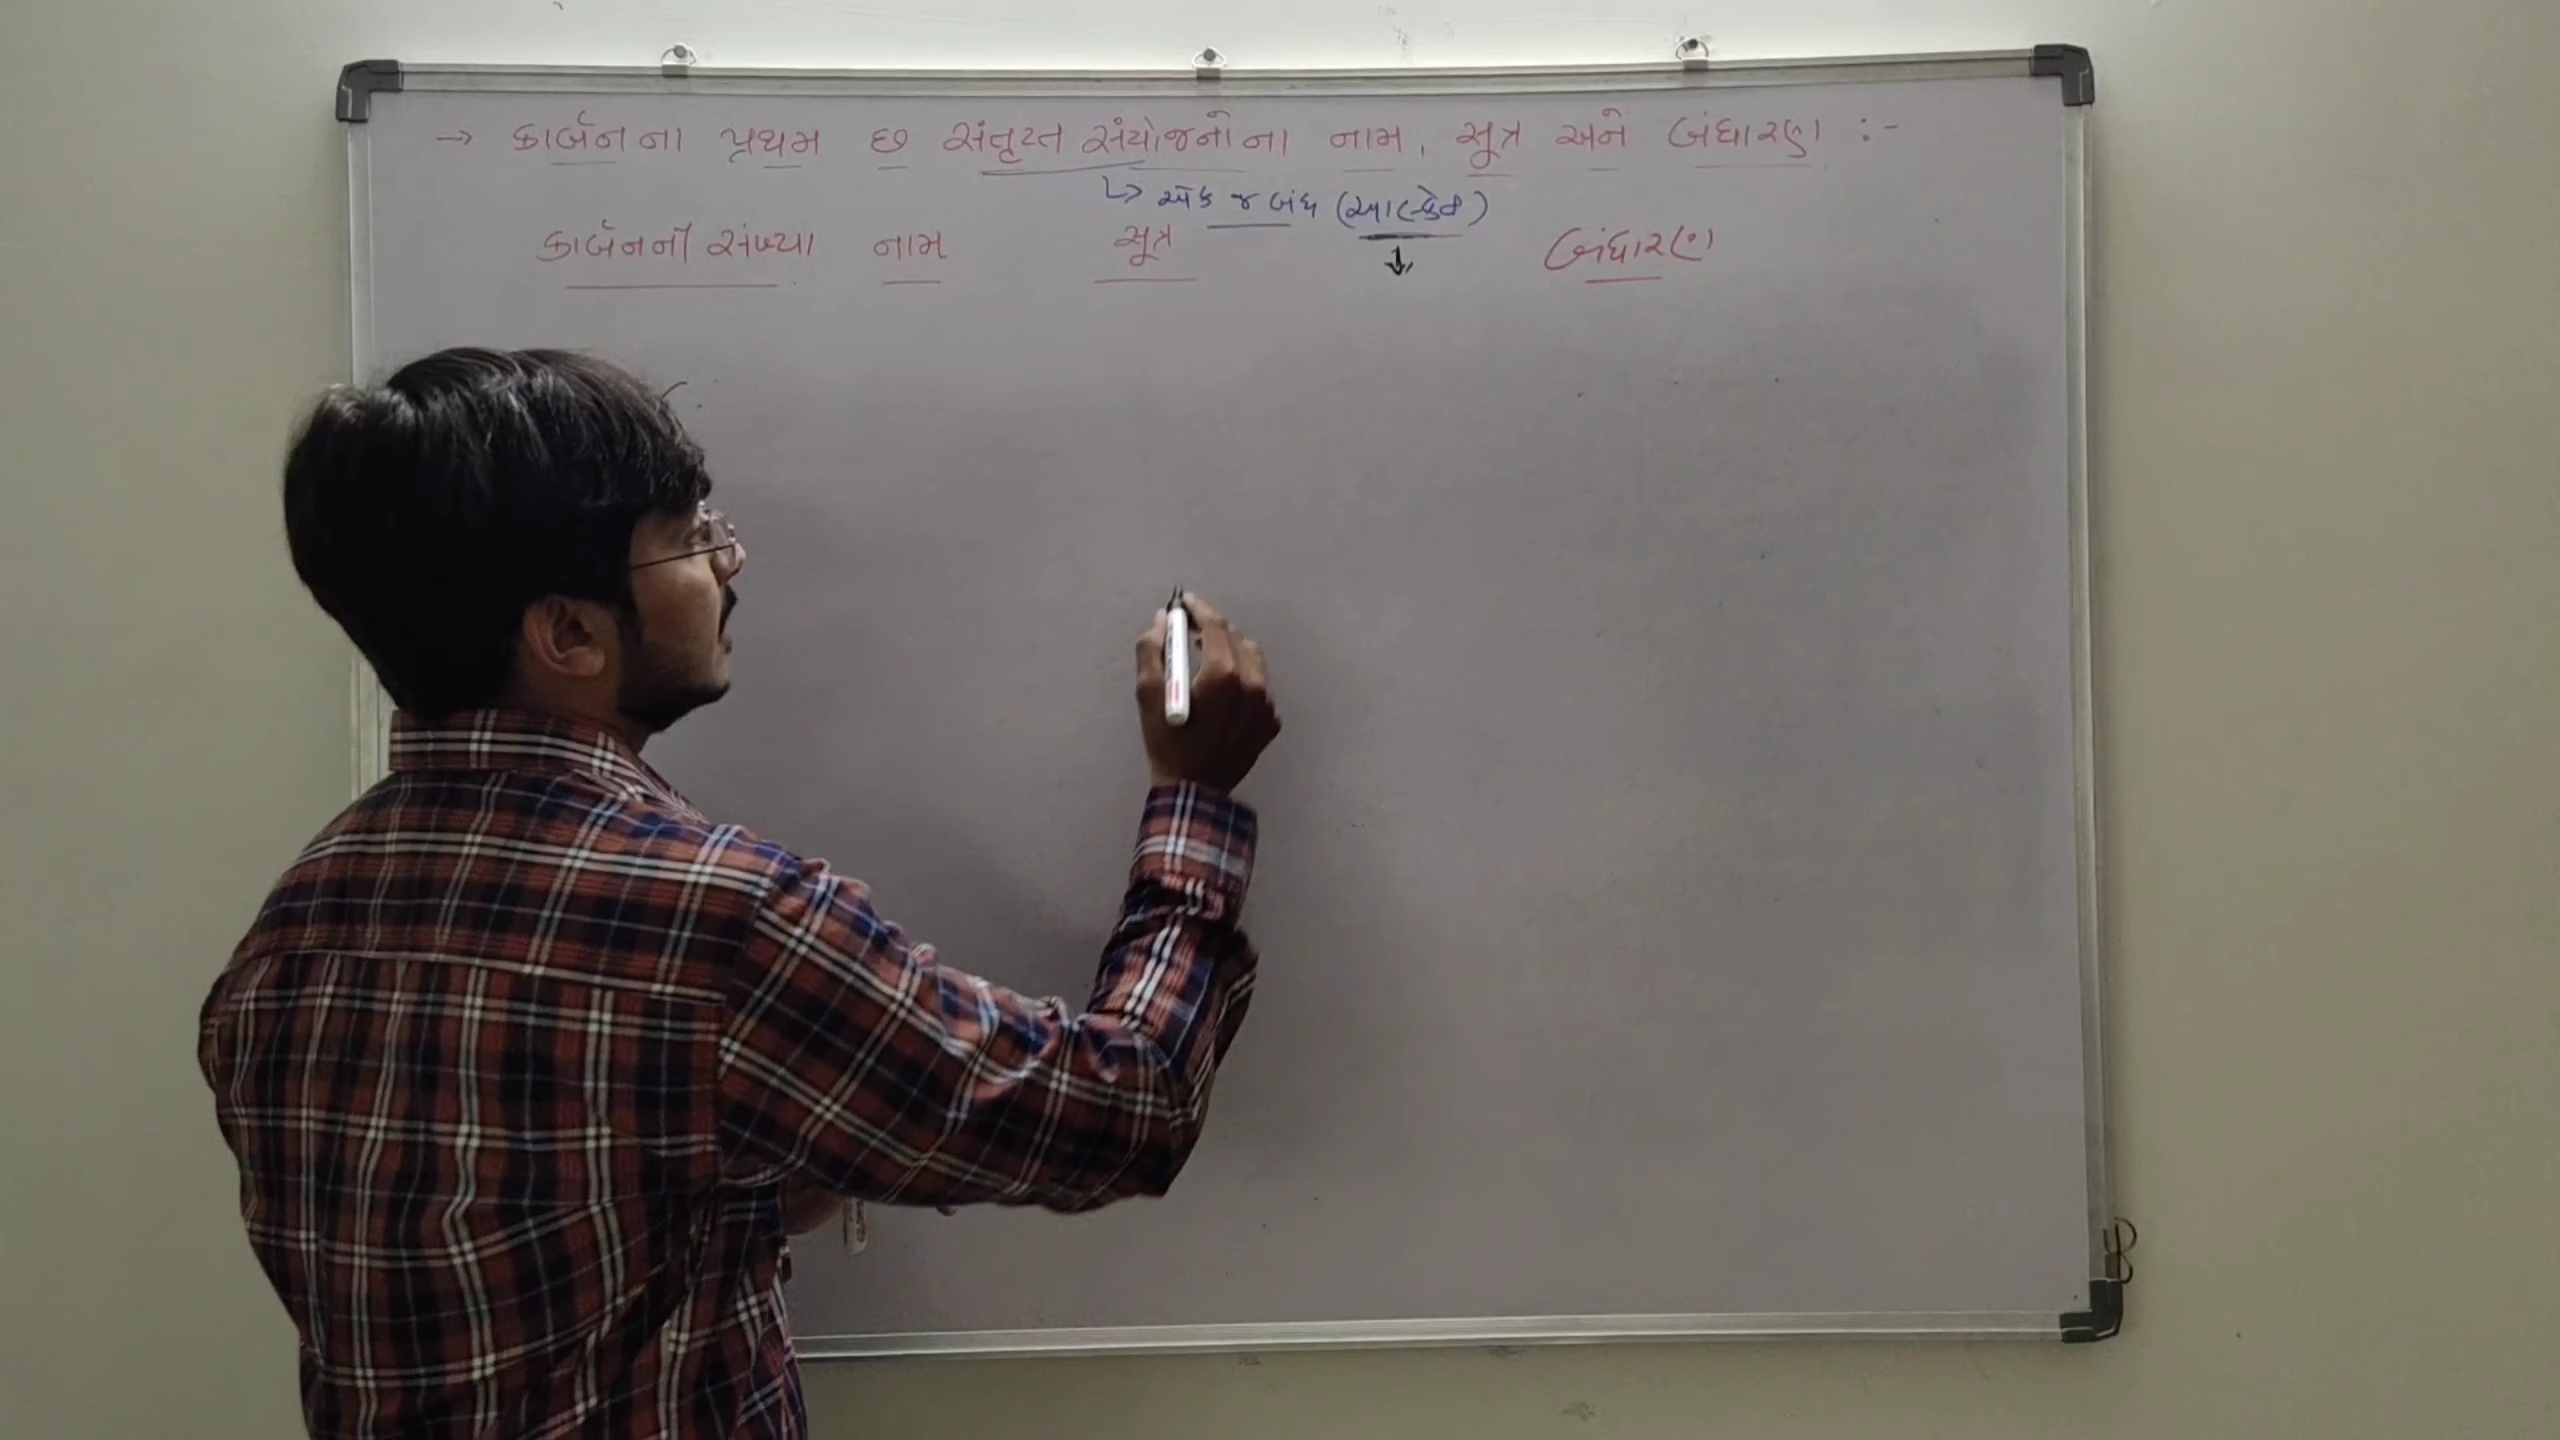 → કાર્બનના પ્રથમ છ સંતૃપ્ત સંયોજનોના નામ, સૂત્ર અને બંધારણ :-
↳ એક જ બંધ (આલ્કેન)
કાર્બનની સંખ્યા નામ સૂત્ર બંધારણ
↓